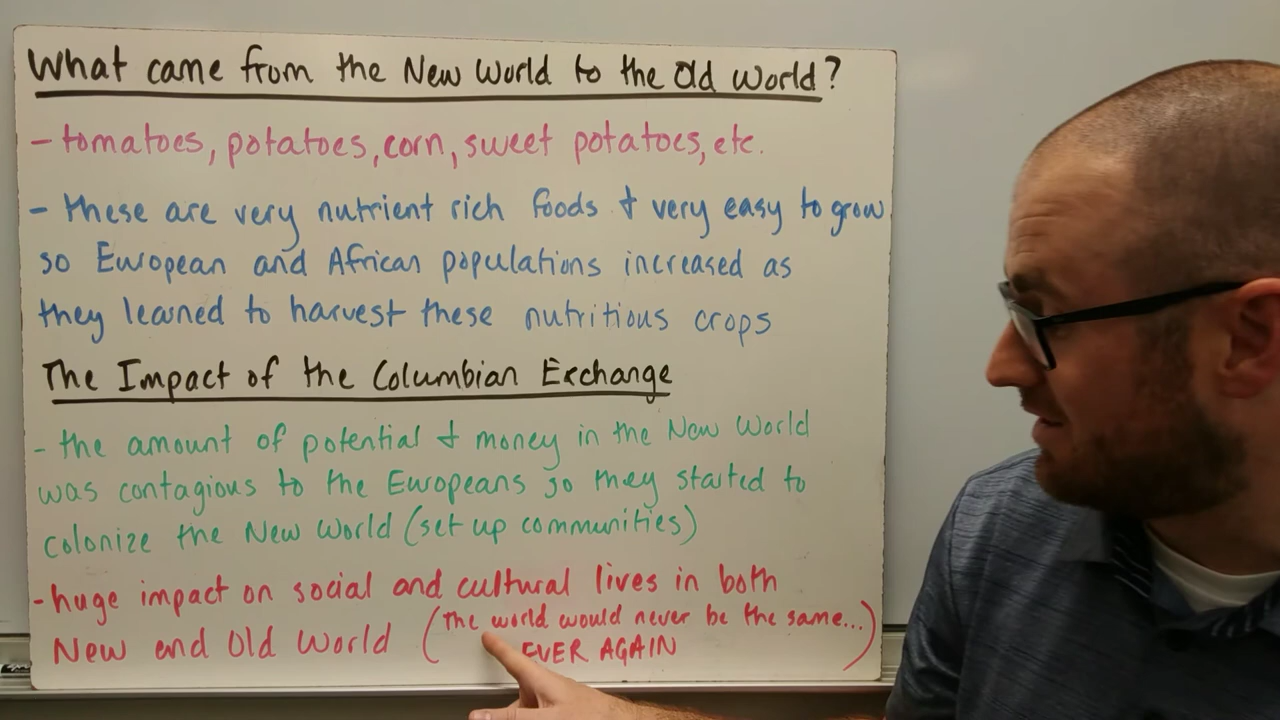 What came from the New World to the Old World?
- tomatoes, potatoes, corn, sweet potatoes, etc.
- these are very nutrient rich foods + very easy to grow
so European and African populations increased as
they learned to harvest these nutritious crops
The Impact of the Columbian Exchange
- the amount of potential + money in the New World
was contagious to the Europeans so they started to
colonize the New World (set up communities)
- huge impact on social and cultural lives in both
New and Old World (the world would never be the same...
EVER AGAIN)